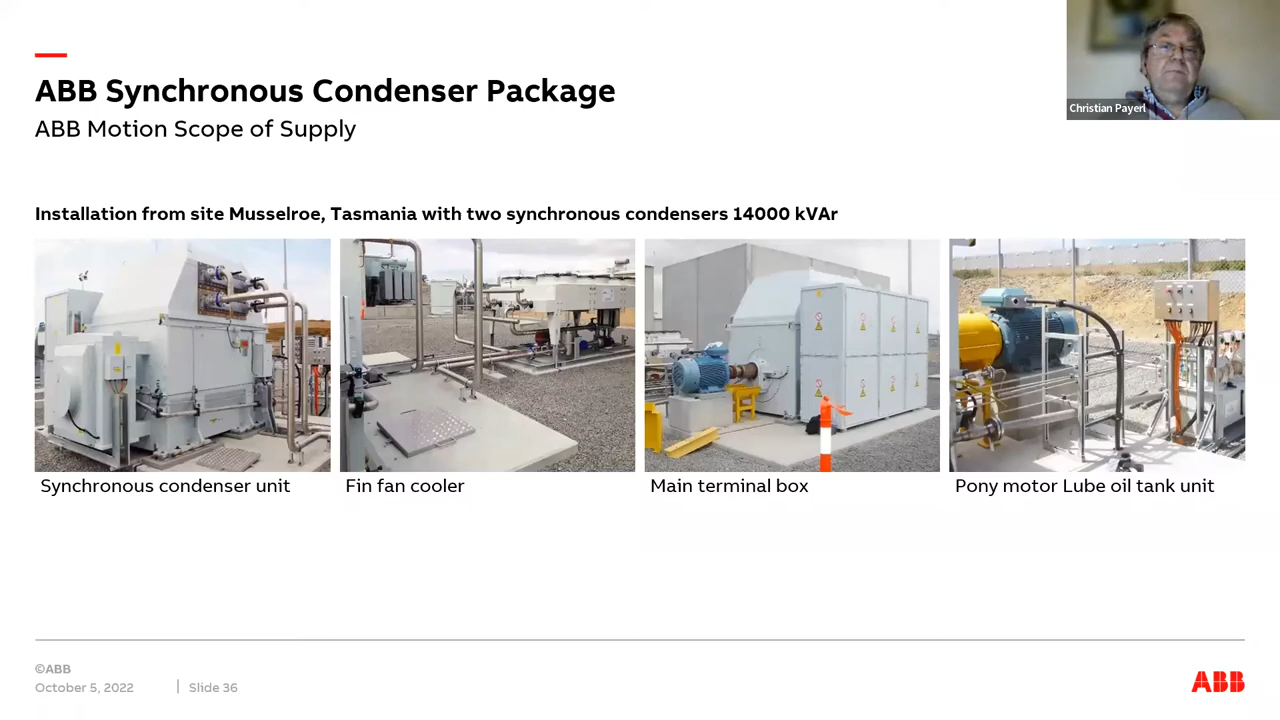 ABB Synchronous Condenser Package
ABB Motion Scope of Supply
Christian Payerl
Installation from site Musselroe, Tasmania with two synchronous condensers 14000 kVAr
Synchronous condenser unit
Fin fan cooler
Main terminal box
Pony motor Lube oil tank unit
©ABB
October 5, 2022
Slide 36
ABB